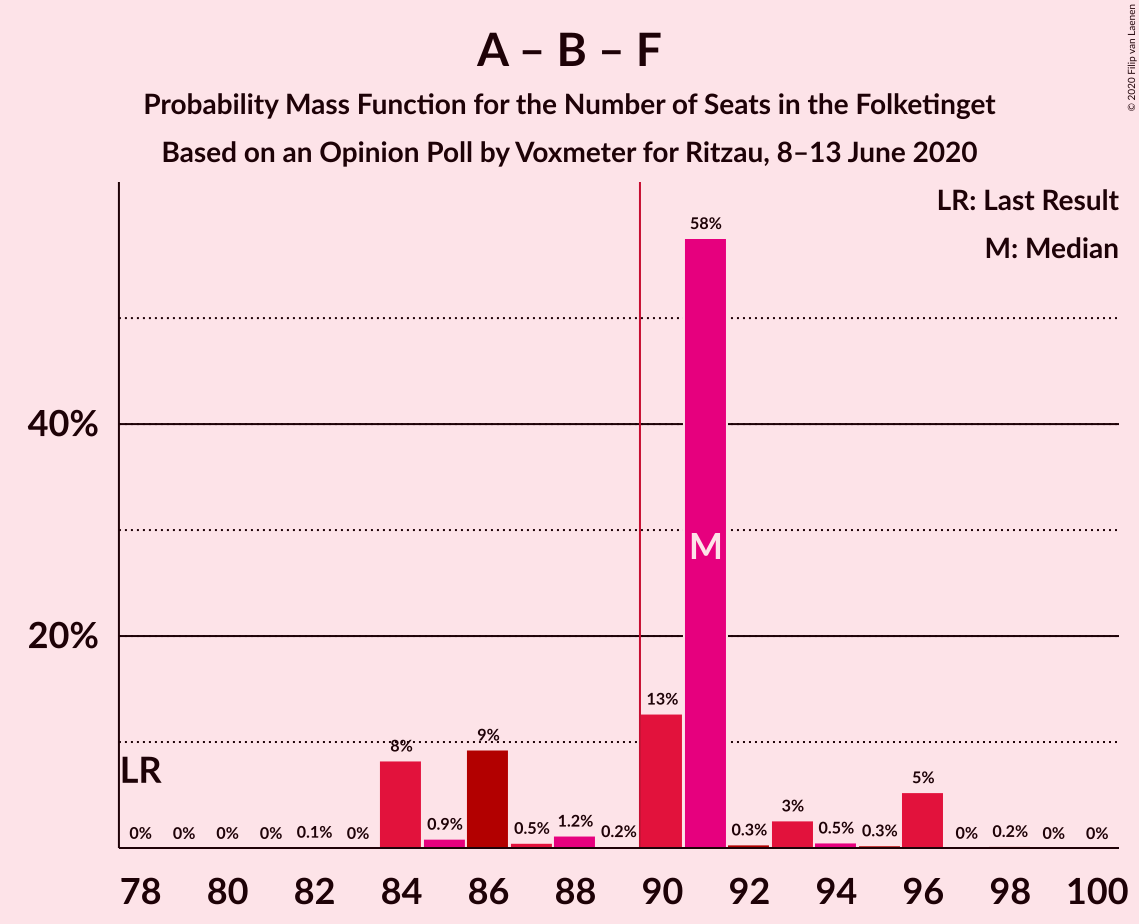 A – B – F
Probability Mass Function for the Number of Seats in the Folketinget
Based on an Opinion Poll by Voxmeter for Ritzau, 8–13 June 2020
© 2020 Filip van Laenen
LR: Last Result
M: Median
58%
40%
M
20%
13%
9%
8%
LR
5%
3%
0% 0% 0% 0% 0.1% 0% 0.9% 0.5% 1.2% 0.2% 0.3% 0.5% 0.3% 0% 0.2% 0% 0%
78 80 82 84 86 88 90 92 94 96 98 100